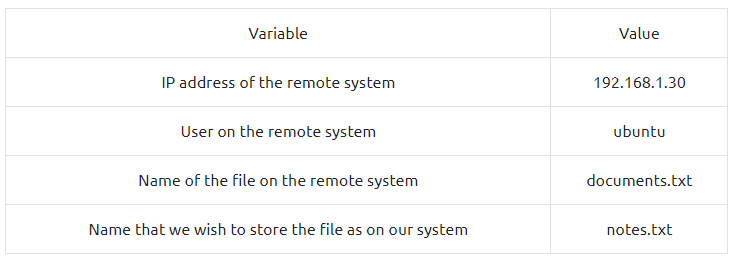 Variable Value
IP address of the remote system 192.168.1.30
User on the remote system ubuntu
Name of the file on the remote system documents.txt
Name that we wish to store the file as on our system notes.txt